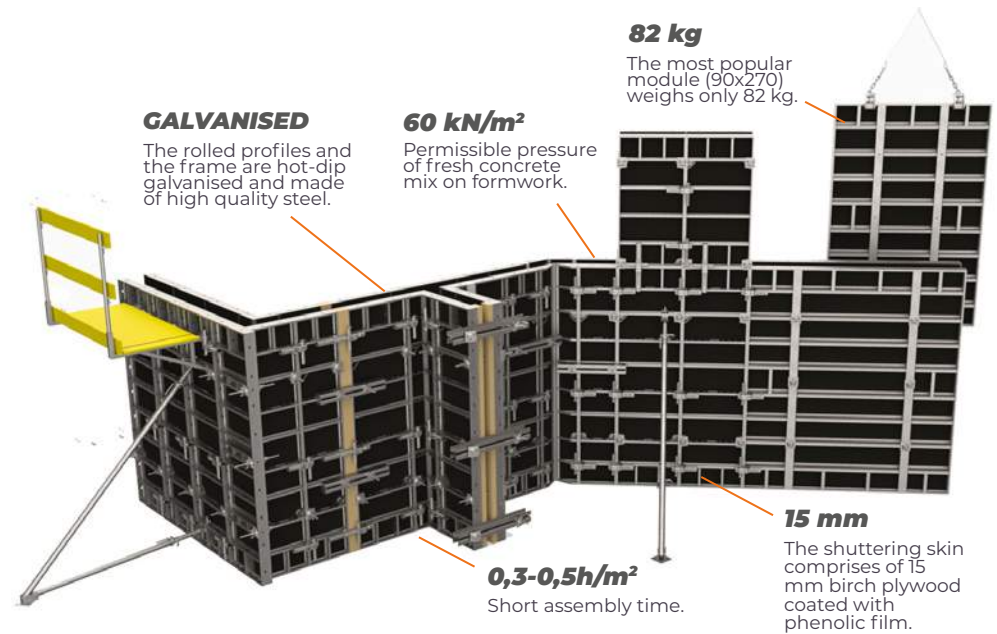 82 kg
The most popular
module (90x270)
weighs only 82 kg.
GALVANISED
The rolled profiles and
the frame are hot-dip
galvanised and made
of high quality steel.
60 kN/m²
Permissible pressure
of fresh concrete
mix on formwork.
15 mm
The shuttering skin
comprises of 15
mm birch plywood
coated with
phenolic film.
0,3-0,5h/m²
Short assembly time.